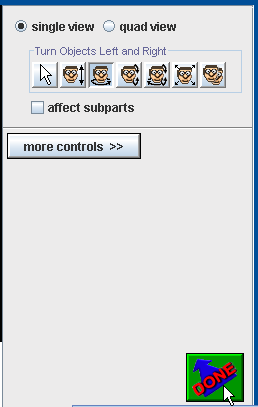 single view quad view
Turn Objects Left and Right
affect subparts
more controls >>
DONE